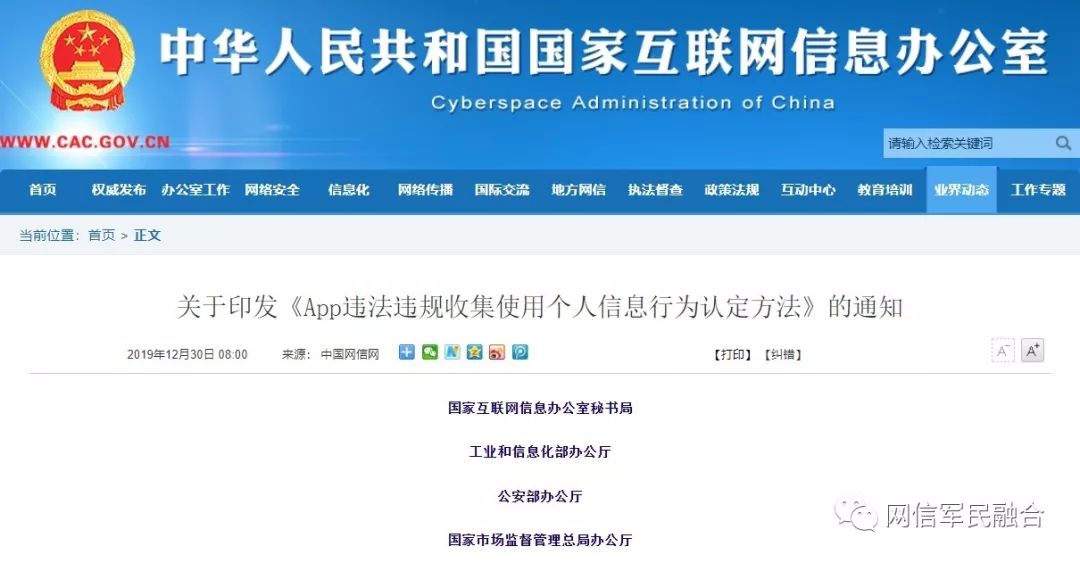 中华人民共和国国家互联网信息办公室
Cyberspace Administration of China
WWW.CAC.GOV.CN
请输入检索关键词
首页 权威发布 办公室工作 网络安全 信息化 网络传播 国际交流 地方网信 执法督查 政策法规 互动中心 教育培训 业界动态 工作专题
当前位置： 首页 > 正文
关于印发《App违法违规收集使用个人信息行为认定方法》的通知
2019年12月30日 08:00 来源： 中国网信网 【打印】【纠错】 A- A+
国家互联网信息办公室秘书局
工业和信息化部办公厅
公安部办公厅
国家市场监督管理总局办公厅
网信军民融合